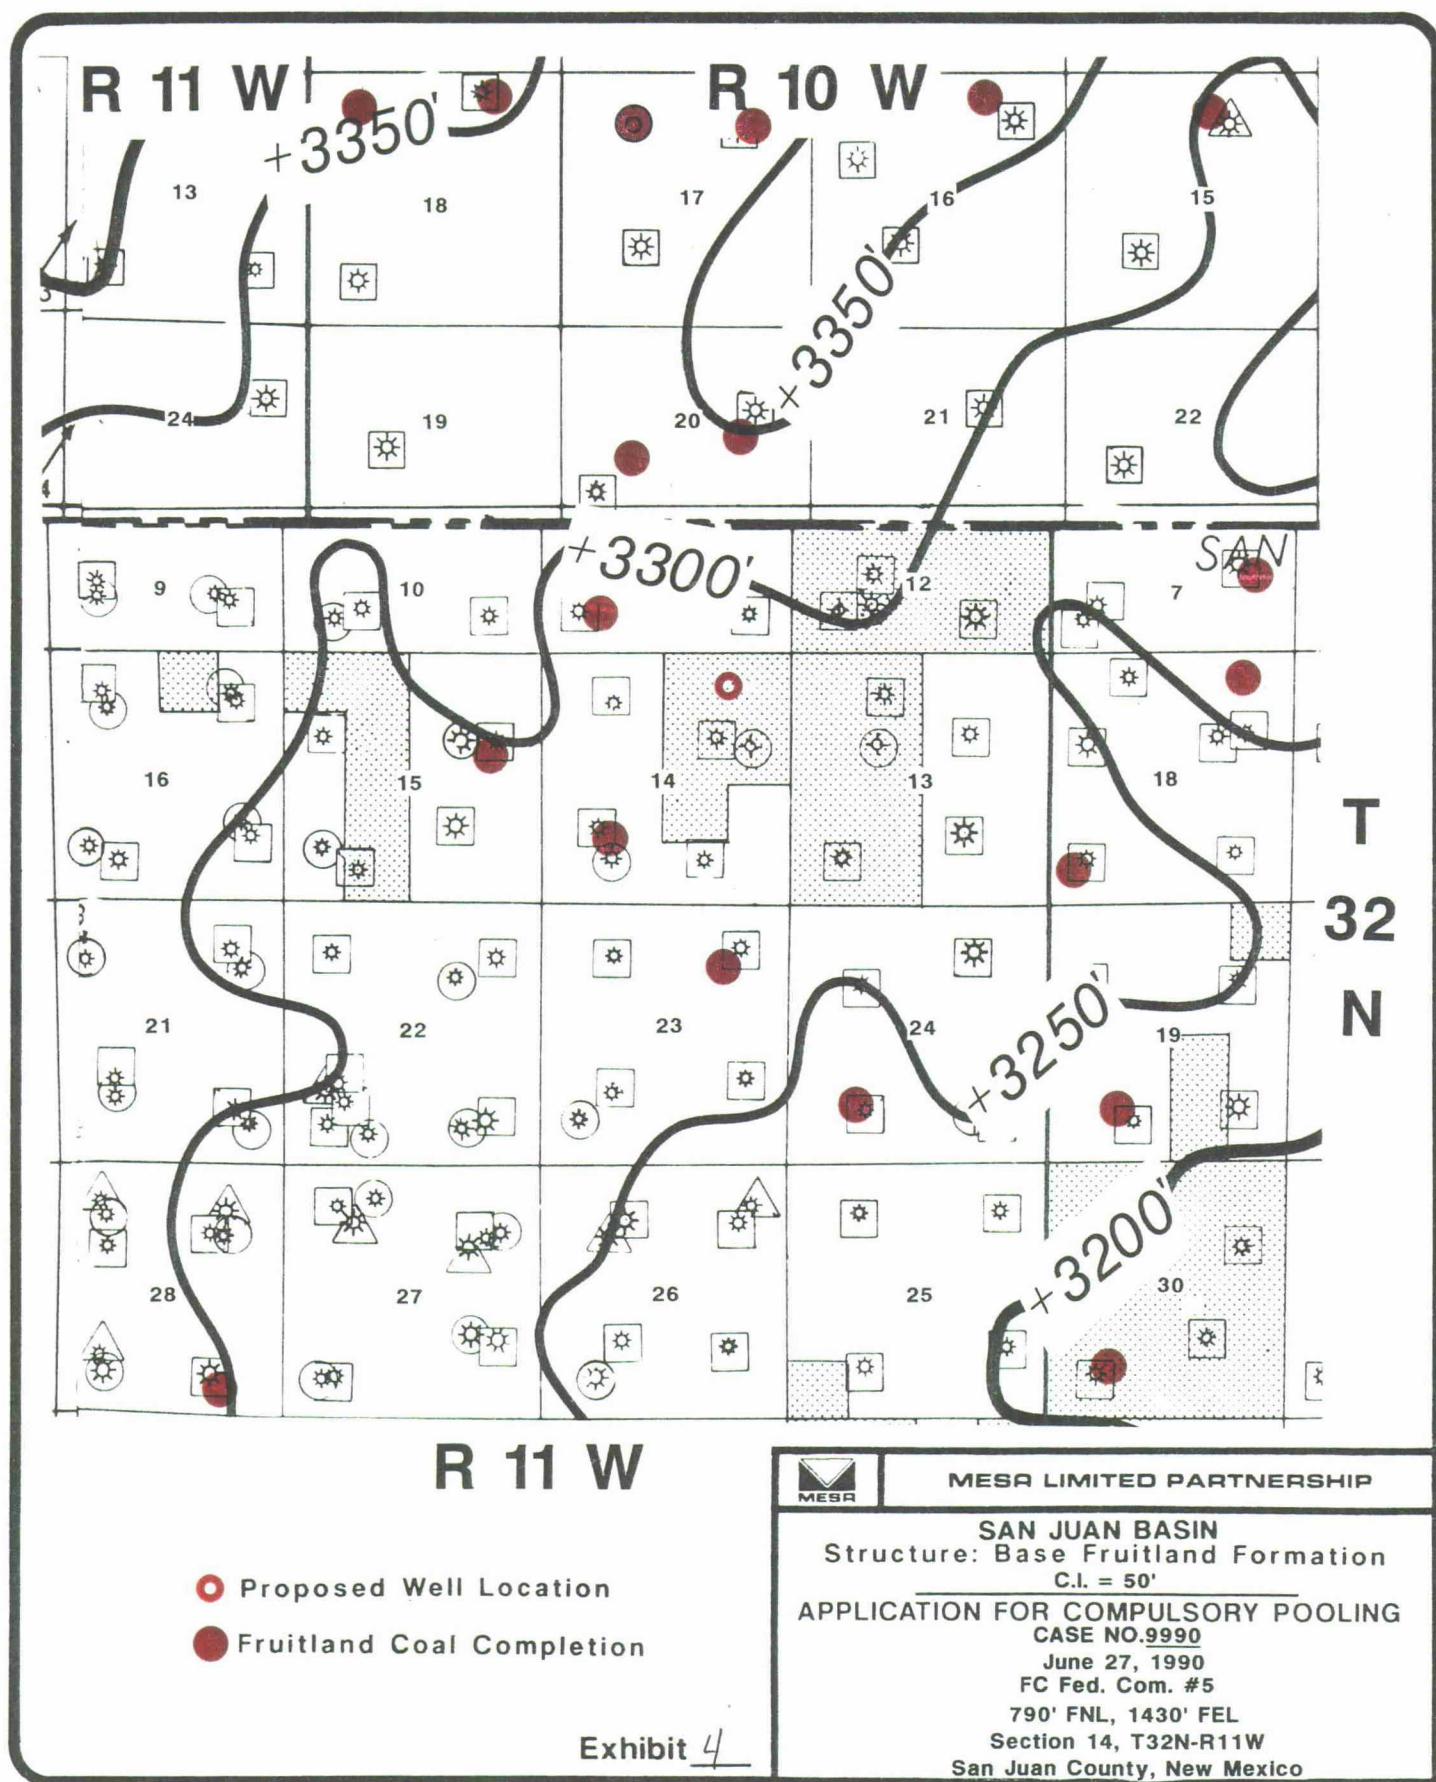 R 11 W
R 10 W
+3350'
13
18
17
16
15
+3350'
24
19
20
21
22
+3300'
SAN
9
10
12
7
16
15
14
13
18
T
32
N
21
22
23
24
19
+3250'
+3200'
28
27
26
25
30
R 11 W
MESA
MESA LIMITED PARTNERSHIP
SAN JUAN BASIN
Structure: Base Fruitland Formation
C.I. = 50'
APPLICATION FOR COMPULSORY POOLING
CASE NO.9990
June 27, 1990
FC Fed. Com. #5
790' FNL, 1430' FEL
Section 14, T32N-R11W
San Juan County, New Mexico
Proposed Well Location
Fruitland Coal Completion
Exhibit 4